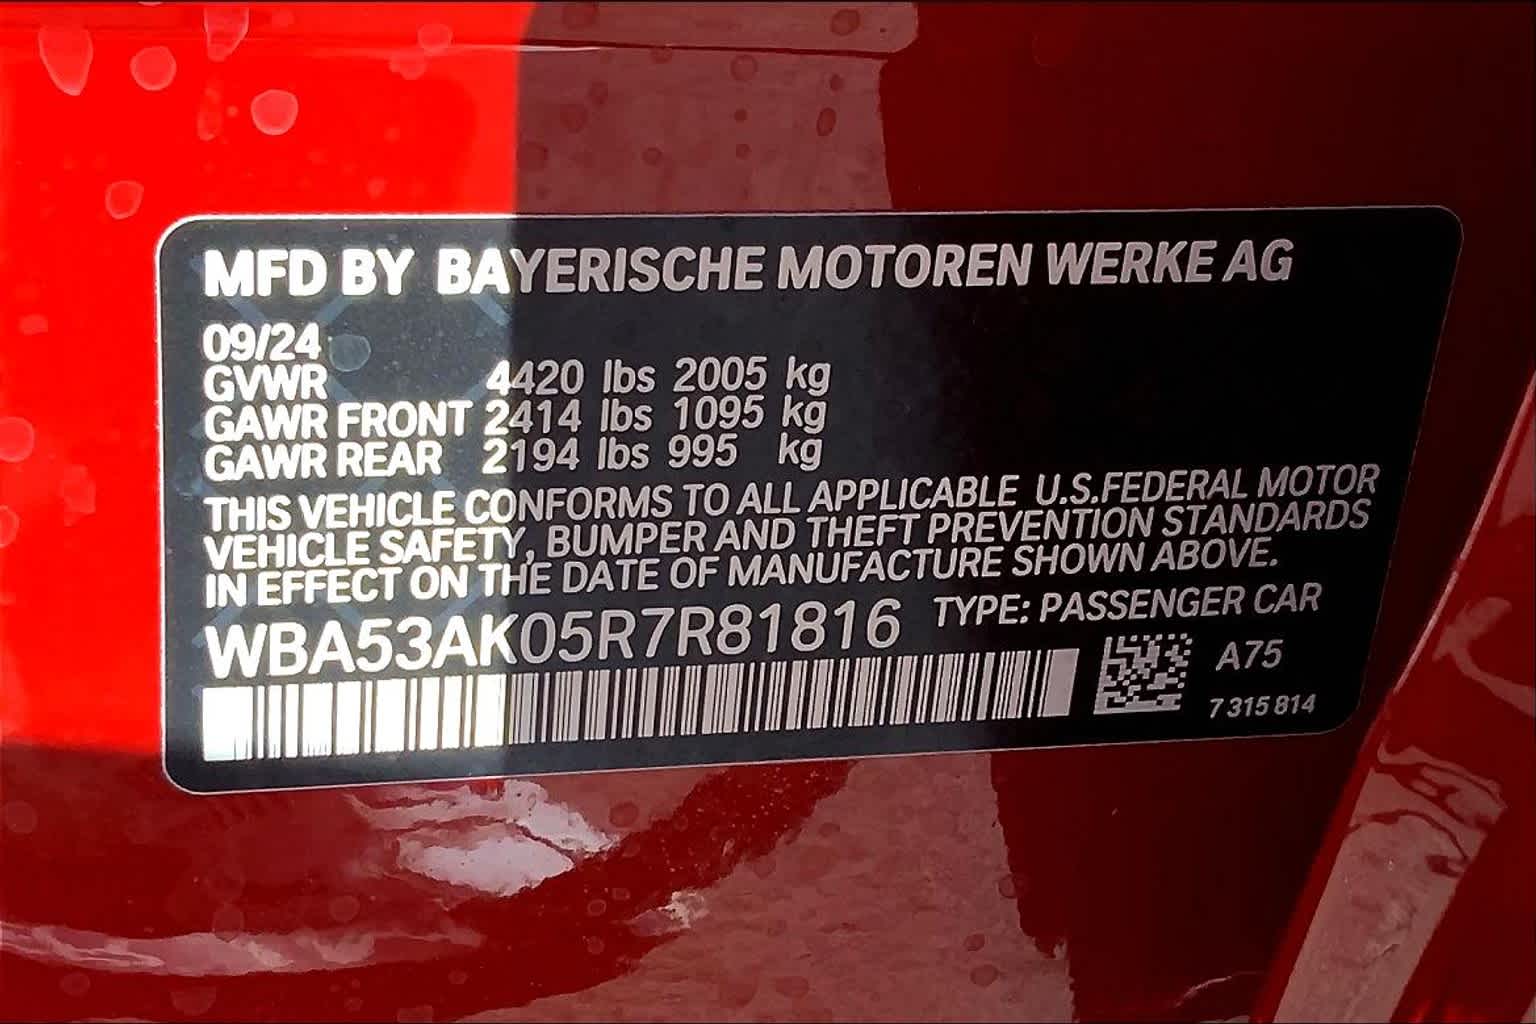 MFD BY BAYERISCHE MOTOREN WERKE AG
09/24
GVWR 4420 lbs 2005 kg
GAWR FRONT 2414 lbs 1095 kg
GAWR REAR 2194 lbs 995 kg
THIS VEHICLE CONFORMS TO ALL APPLICABLE U.S.FEDERAL MOTOR
VEHICLE SAFETY, BUMPER AND THEFT PREVENTION STANDARDS
IN EFFECT ON THE DATE OF MANUFACTURE SHOWN ABOVE.
WBA53AK05R7R81816 TYPE: PASSENGER CAR
A75
7 315 814